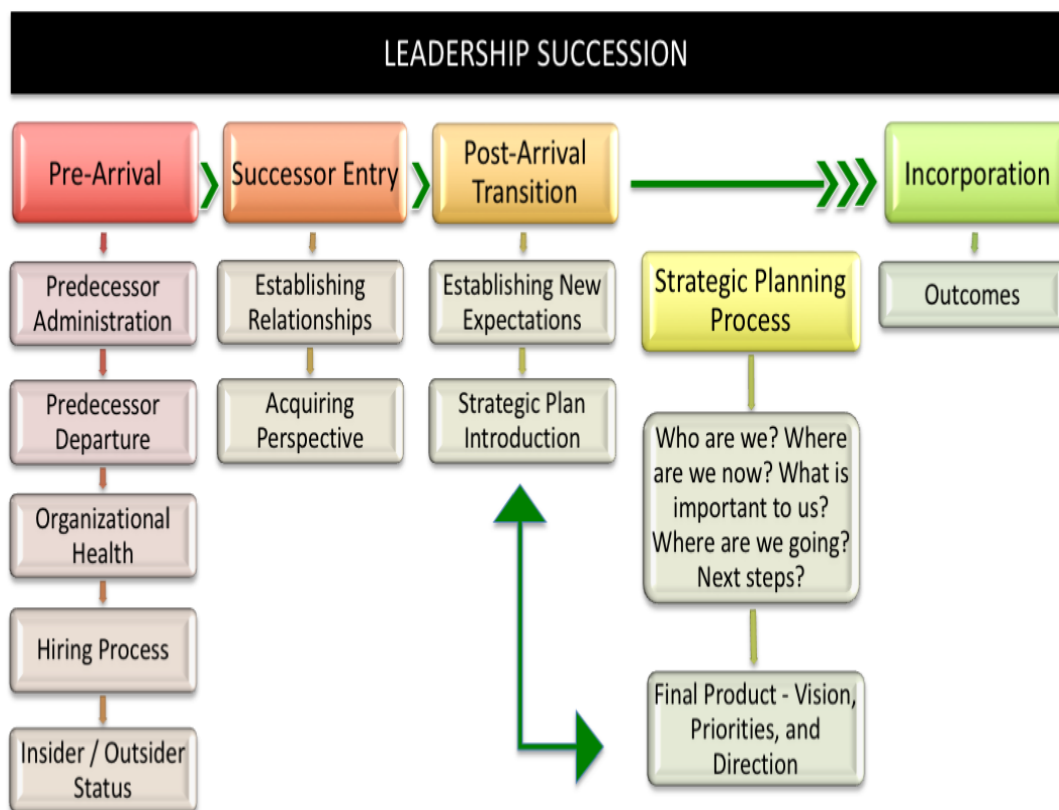 LEADERSHIP SUCCESSION
Pre-Arrival
Predecessor
Administration
Predecessor
Departure
Organizational
Health
Hiring Process
Insider / Outsider
Status
Successor Entry
Establishing
Relationships
Acquiring
Perspective
Post-Arrival
Transition
Establishing New
Expectations
Strategic Plan
Introduction
Strategic Planning
Process
Who are we? Where
are we now? What is
important to us?
Where are we going?
Next steps?
Final Product - Vision,
Priorities, and
Direction
Incorporation
Outcomes